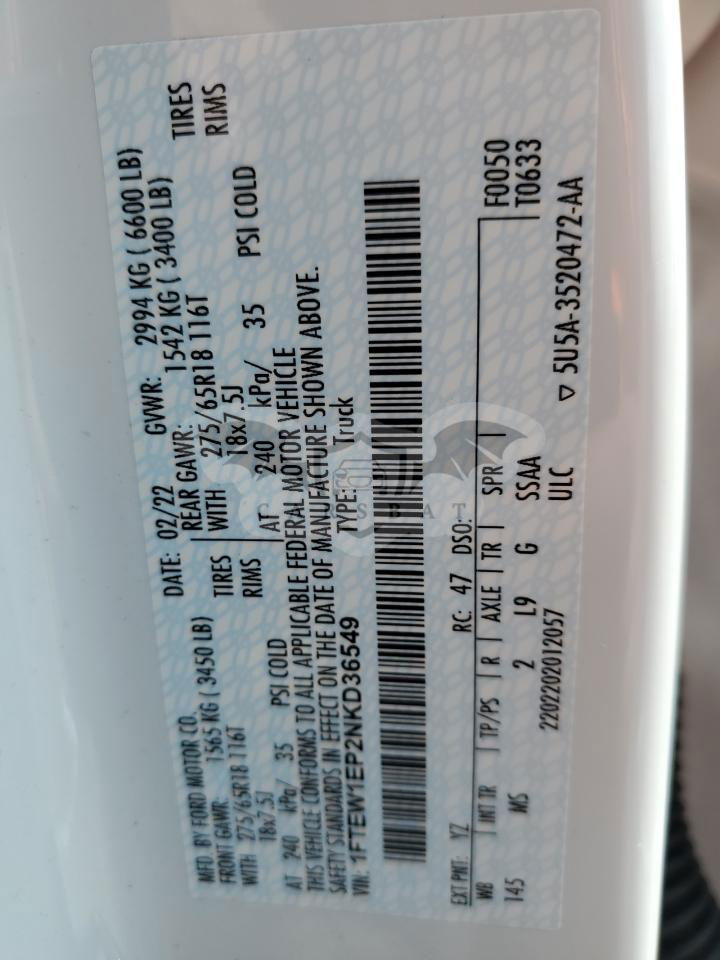 MFD. BY FORD MOTOR CO. DATE: 02/22 GVWR: 2994 KG ( 6600 LB)
FRONT GAWR: 1565 KG ( 3450 LB) REAR GAWR: 1542 KG ( 3400 LB)
WITH 275/65R18 116T TIRES WITH 275/65R18 116T TIRES
18x7.5J RIMS 18x7.5J RIMS
AT 240 kPa/ 35 PSI COLD AT 240 kPa/ 35 PSI COLD
THIS VEHICLE CONFORMS TO ALL APPLICABLE FEDERAL MOTOR VEHICLE
SAFETY STANDARDS IN EFFECT ON THE DATE OF MANUFACTURE SHOWN ABOVE.
VIN: 1FTEW1EP2NKD36549 TYPE: Truck
EXT PNT: YZ RC: 47 DSO: F0050
WB INT TR TP/PS R AXLE TR SPR T0633
145 MS 2 L9 G SSAA
2202202012057 ULC ▽ 5U5A-3520472-AA